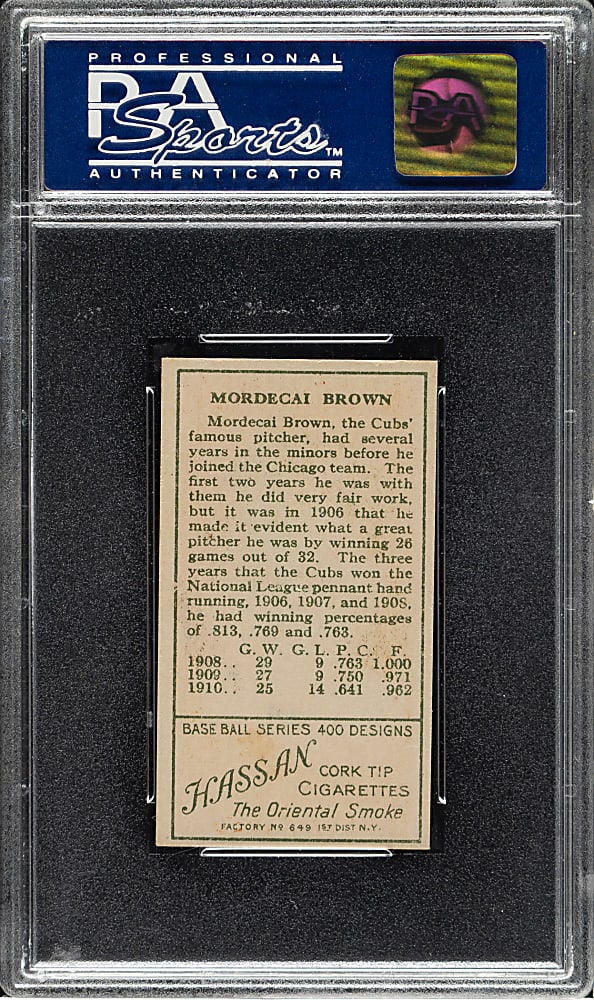 PROFESSIONAL
PSA
Sports™
AUTHENTICATOR
PSA
MORDECAI BROWN
Mordecai Brown, the Cubs'
famous pitcher, had several
years in the minors before he
joined the Chicago team. The
first two years he was with
them he did very fair work,
but it was in 1906 that he
made it evident what a great
pitcher he was by winning 26
games out of 32. The three
years that the Cubs won the
National League pennant hand
running, 1906, 1907, and 1908,
he had winning percentages
of .813, .769 and .763.
G. W. G. L. P. C. F.
1908.. 29 9 .763 1.000
1909.. 27 9 .750 .971
1910.. 25 14 .641 .962
BASE BALL SERIES 400 DESIGNS
HASSAN
CORK TIP
CIGARETTES
The Oriental Smoke
FACTORY No 649 1ST DIST N.Y.